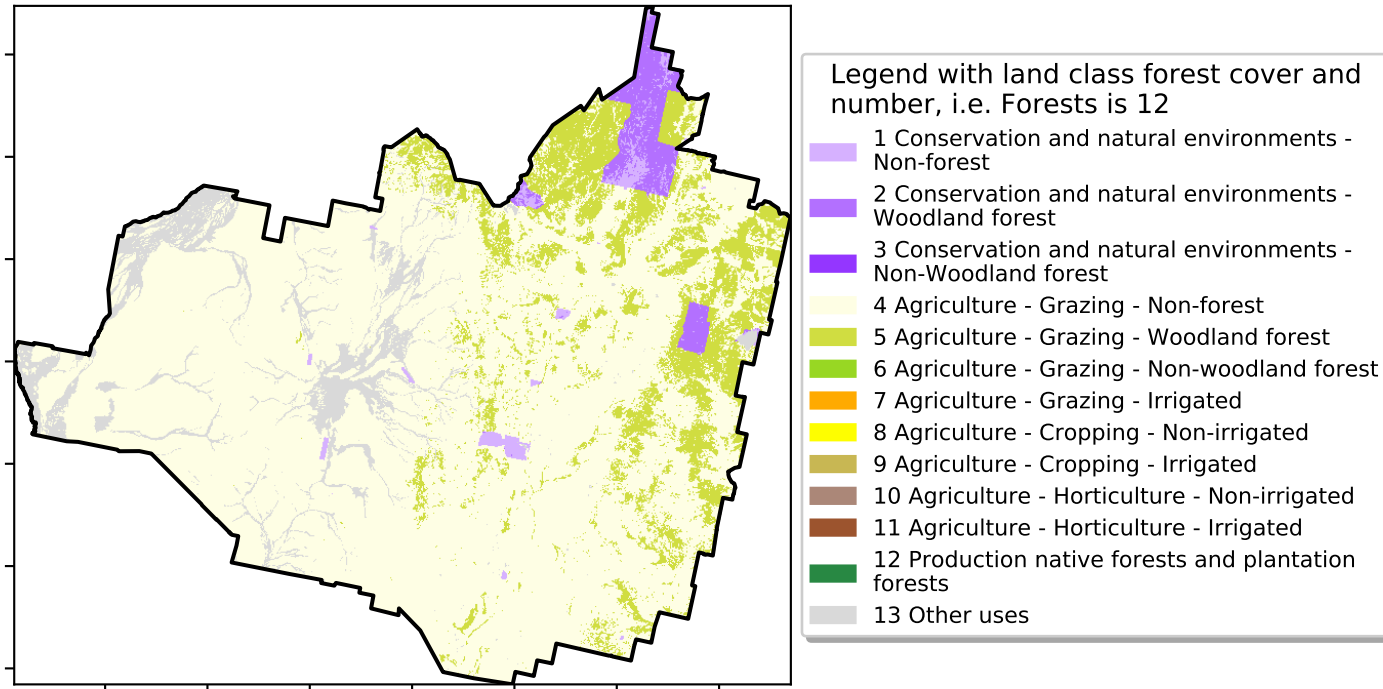 Legend with land class forest cover and
number, i.e. Forests is 12
1 Conservation and natural environments -
Non-forest
2 Conservation and natural environments -
Woodland forest
3 Conservation and natural environments -
Non-Woodland forest
4 Agriculture - Grazing - Non-forest
5 Agriculture - Grazing - Woodland forest
6 Agriculture - Grazing - Non-woodland forest
7 Agriculture - Grazing - Irrigated
8 Agriculture - Cropping - Non-irrigated
9 Agriculture - Cropping - Irrigated
10 Agriculture - Horticulture - Non-irrigated
11 Agriculture - Horticulture - Irrigated
12 Production native forests and plantation
forests
13 Other uses